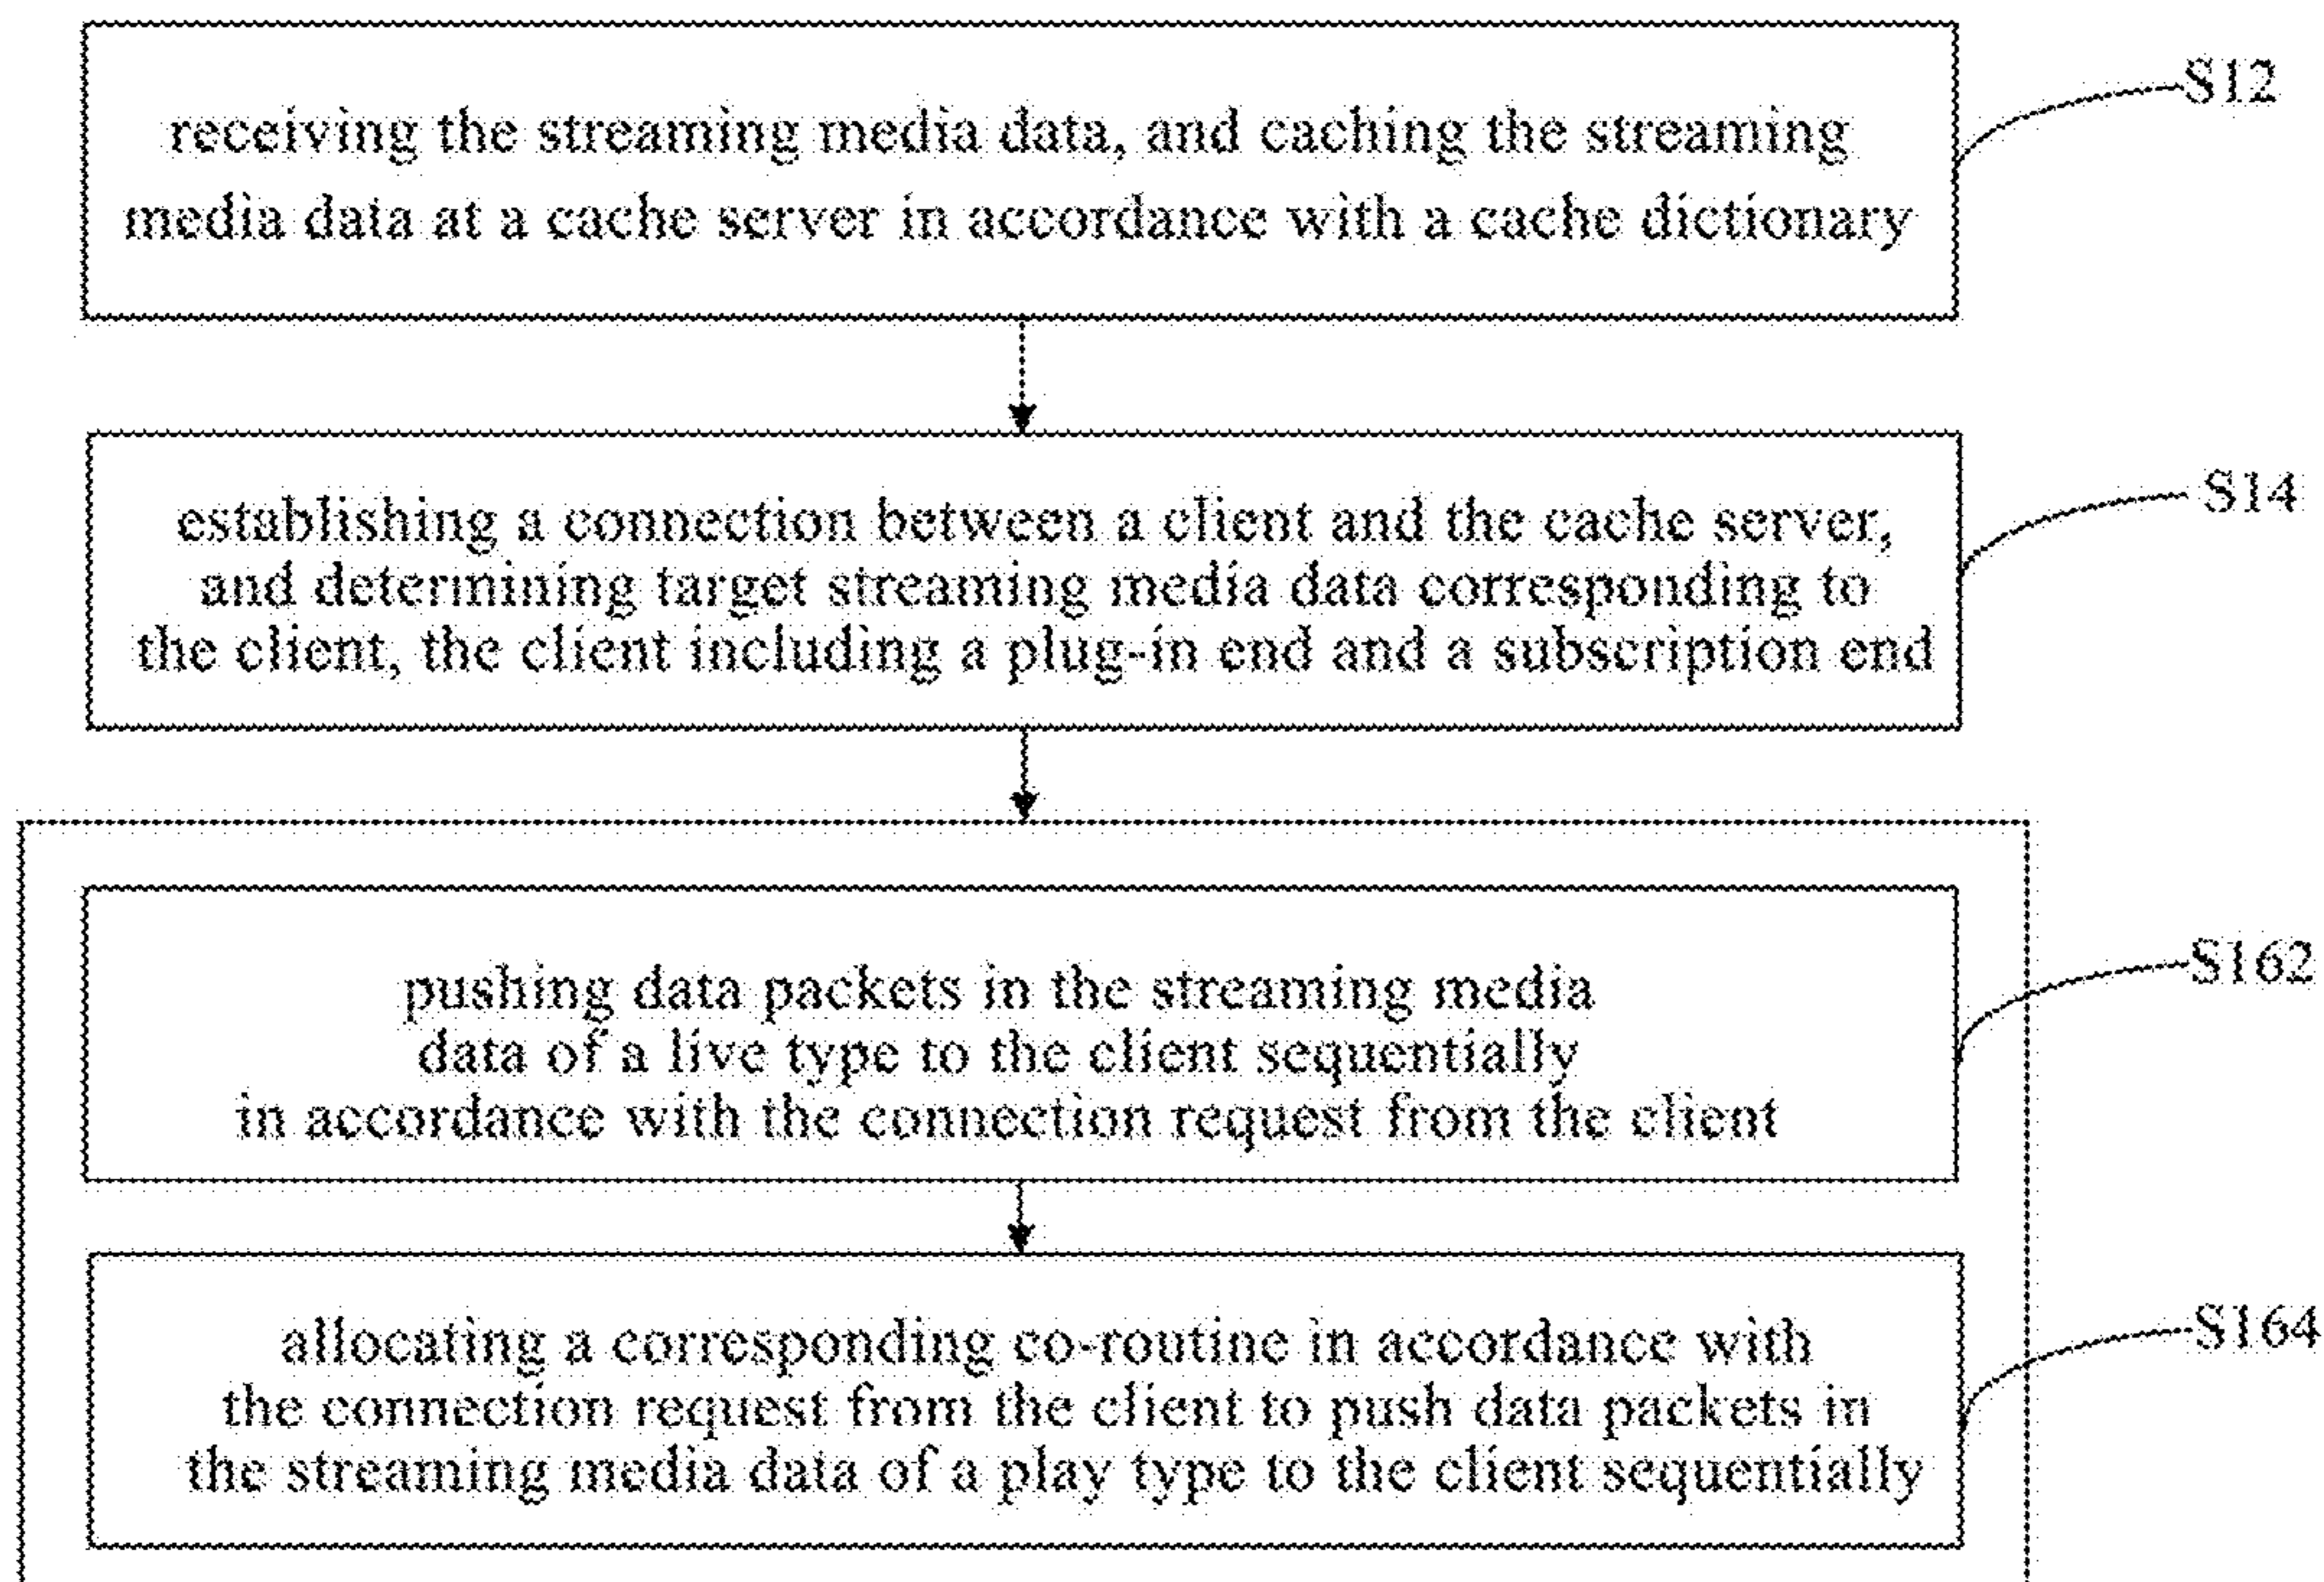 receiving the streaming media data, and caching the streaming
media data at a cache server in accordance with a cache dictionary
S12
establishing a connection between a client and the cache server,
and determining target streaming media data corresponding to
the client, the client including a plug-in end and a subscription end
S14
pushing data packets in the streaming media
data of a live type to the client sequentially
in accordance with the connection request from the client
S162
allocating a corresponding co-routine in accordance with
the connection request from the client to push data packets in
the streaming media data of a play type to the client sequentially
S164